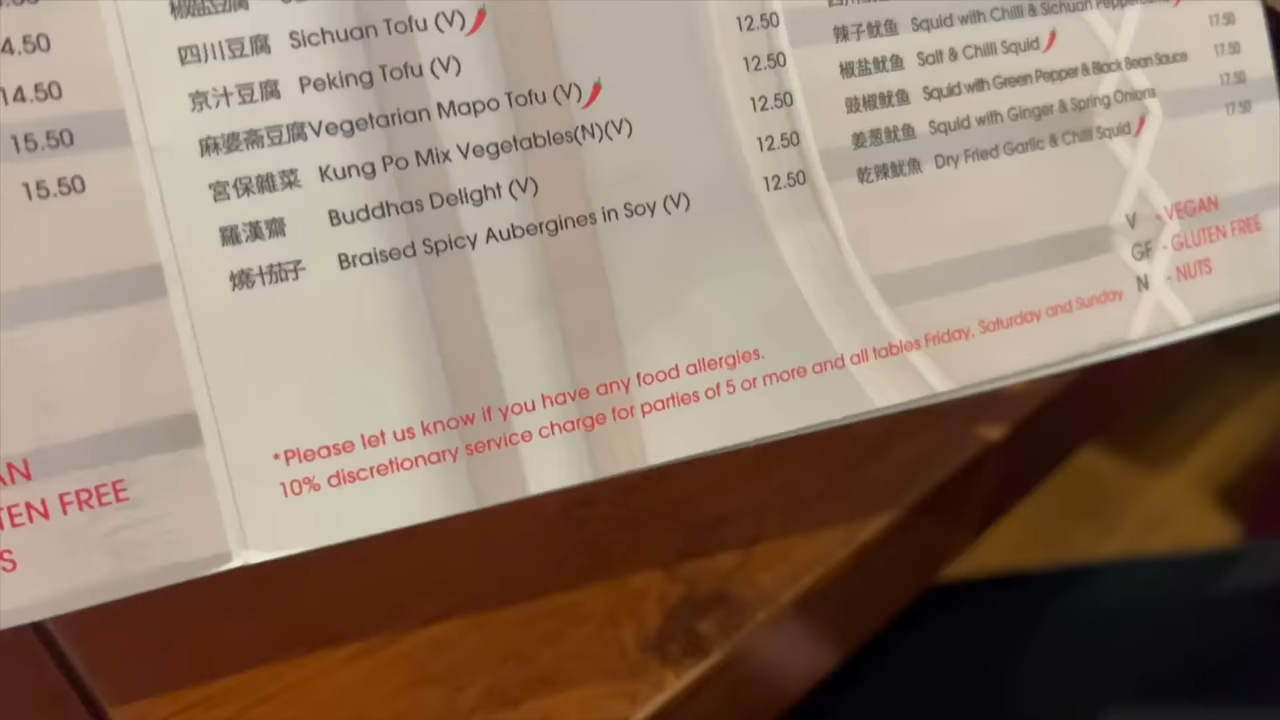 4.50
14.50
15.50
15.50
AN
TEN FREE
S
四川豆腐 Sichuan Tofu (V)
京汁豆腐 Peking Tofu (V)
麻婆斋豆腐 Vegetarian Mapo Tofu (V)
宮保雜菜 Kung Po Mix Vegetables(N)(V)
羅漢齋 Buddhas Delight (V)
燒汁茄子 Braised Spicy Aubergines in Soy (V)
12.50
12.50
12.50
12.50
12.50
辣子魷鱼 Squid with Chilli & Sichuan
椒盐魷鱼 Salt & Chilli Squid 17.50
豉椒魷鱼 Squid with Green Pepper & Black Bean Sauce 17.50
姜葱魷鱼 Squid with Ginger & Spring Onions 17.50
乾辣魷魚 Dry Fried Garlic & Chilli Squid 17.50
V - VEGAN
GF - GLUTEN FREE
N - NUTS
*Please let us know if you have any food allergies.
10% discretionary service charge for parties of 5 or more and all tables Friday, Saturday and Sunday